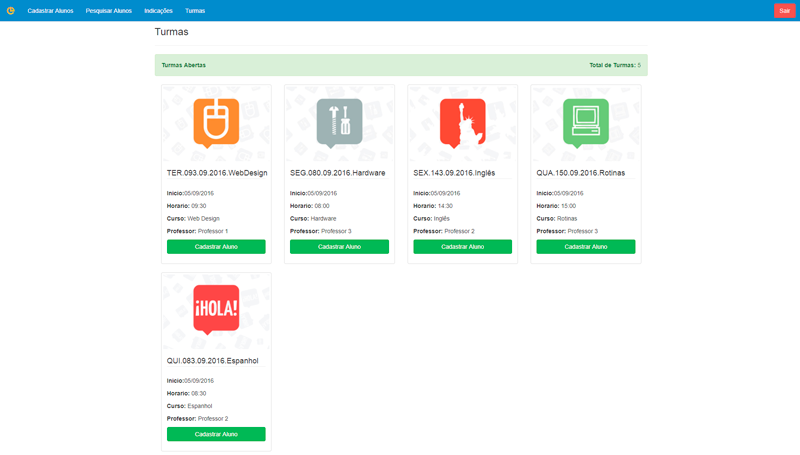 Cadastrar Alunos Pesquisar Alunos Indicações Turmas Sair
Turmas
Turmas Abertas Total de Turmas: 5
TER.093.09.2016.WebDesign
Início:05/09/2016
Horario: 09:30
Curso: Web Design
Professor: Professor 1
Cadastrar Aluno
SEG.080.09.2016.Hardware
Início:05/09/2016
Horario: 08:00
Curso: Hardware
Professor: Professor 3
Cadastrar Aluno
SEX.143.09.2016.Inglês
Início:05/09/2016
Horario: 14:30
Curso: Inglês
Professor: Professor 2
Cadastrar Aluno
QUA.150.09.2016.Rotinas
Início:05/09/2016
Horario: 15:00
Curso: Rotinas
Professor: Professor 3
Cadastrar Aluno
¡HOLA!
QUI.083.09.2016.Espanhol
Início:05/09/2016
Horario: 08:30
Curso: Espanhol
Professor: Professor 2
Cadastrar Aluno